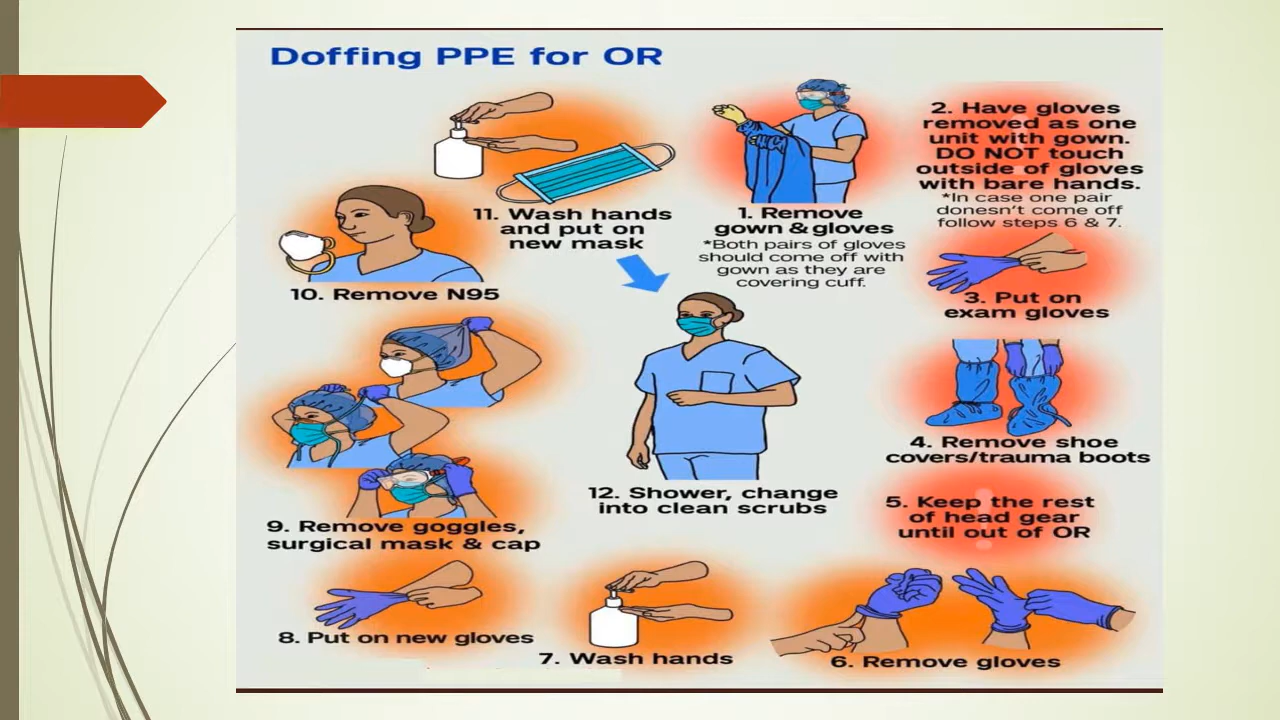 Doffing PPE for OR
1. Remove
gown & gloves
*Both pairs of gloves
should come off with
gown as they are
covering cuff.
2. Have gloves
removed as one
unit with gown.
DO NOT touch
outside of gloves
with bare hands.
*In case one pair
donesn't come off
follow steps 6 & 7.
3. Put on
exam gloves
4. Remove shoe
covers/trauma boots
5. Keep the rest
of head gear
until out of OR
6. Remove gloves
7. Wash hands
8. Put on new gloves
9. Remove goggles,
surgical mask & cap
10. Remove N95
11. Wash hands
and put on
new mask
12. Shower, change
into clean scrubs